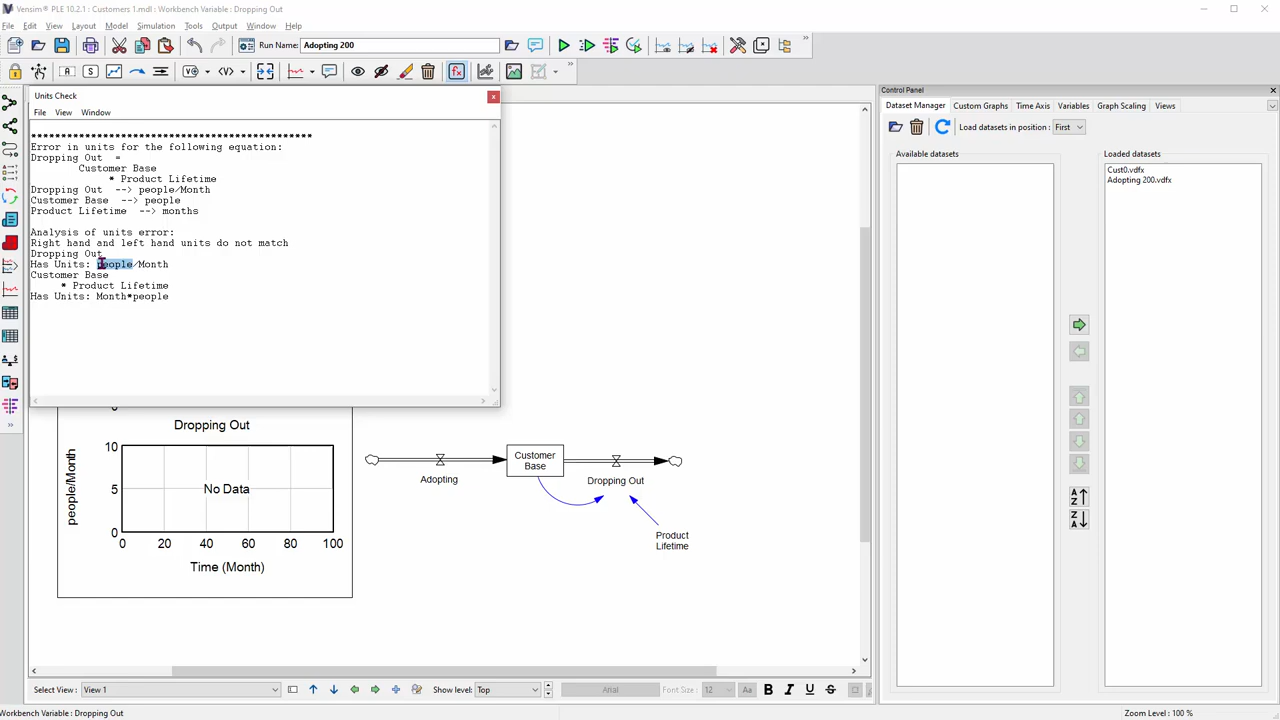 Vensim PLE 10.2.1 : Customers 1.mdl : Workbench Variable : Dropping Out
File Edit View Layout Model Simulation Tools Output Window Help
Run Name: Adopting 200
Units Check
File View Window
***********************************************
Error in units for the following equation:
Dropping Out =
Customer Base
* Product Lifetime
Dropping Out --> people/Month
Customer Base --> people
Product Lifetime --> months
Analysis of units error:
Right hand and left hand units do not match
Dropping Out
Has Units: people/Month
Customer Base
* Product Lifetime
Has Units: Month*people
Dropping Out
people/Month
10
5
0
No Data
0 20 40 60 80 100
Time (Month)
Adopting
Customer
Base
Dropping Out
Product
Lifetime
Control Panel
Dataset Manager Custom Graphs Time Axis Variables Graph Scaling Views
Load datasets in position : First
Available datasets
Loaded datasets
Cust0.vdfx
Adopting 200.vdfx
A
Z
Z
A
Select View : View 1
Show level: Top
Arial
Font Size : 12
Aa B I U S
Workbench Variable : Dropping Out
Zoom Level : 100 %